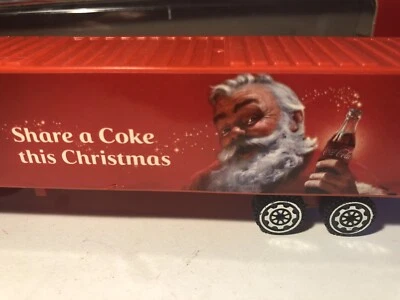 Share a Coke
this Christmas